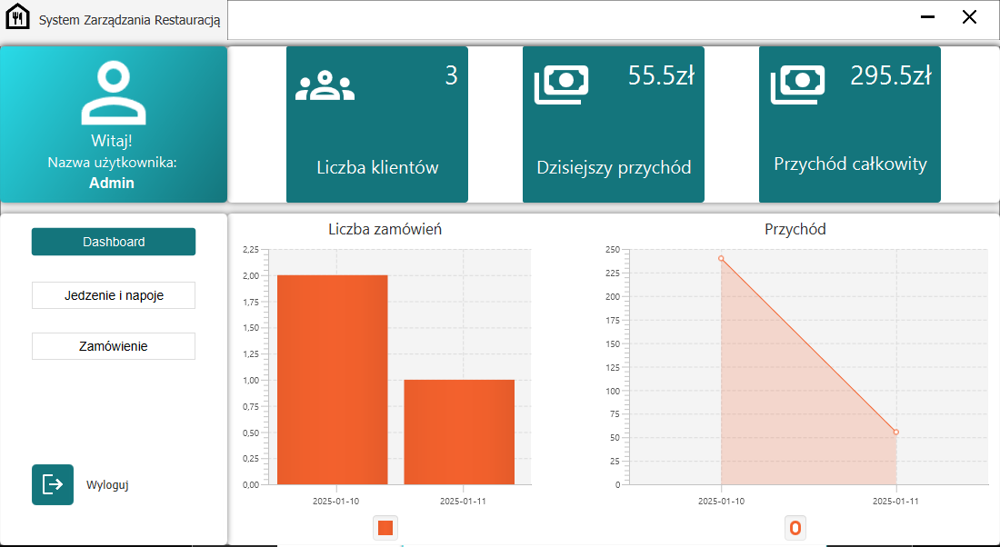 System Zarządzania Restauracją
Witaj!
Nazwa użytkownika:
Admin
3
Liczba klientów
55.5zł
Dzisiejszy przychód
295.5zł
Przychód całkowity
Dashboard
Jedzenie i napoje
Zamówienie
Wyloguj
Liczba zamówień
2,25
2,00
1,75
1,50
1,25
1,00
0,75
0,50
0,25
0,00
2025-01-10
2025-01-11
Przychód
250
225
200
175
150
125
100
75
50
25
0
2025-01-10
2025-01-11